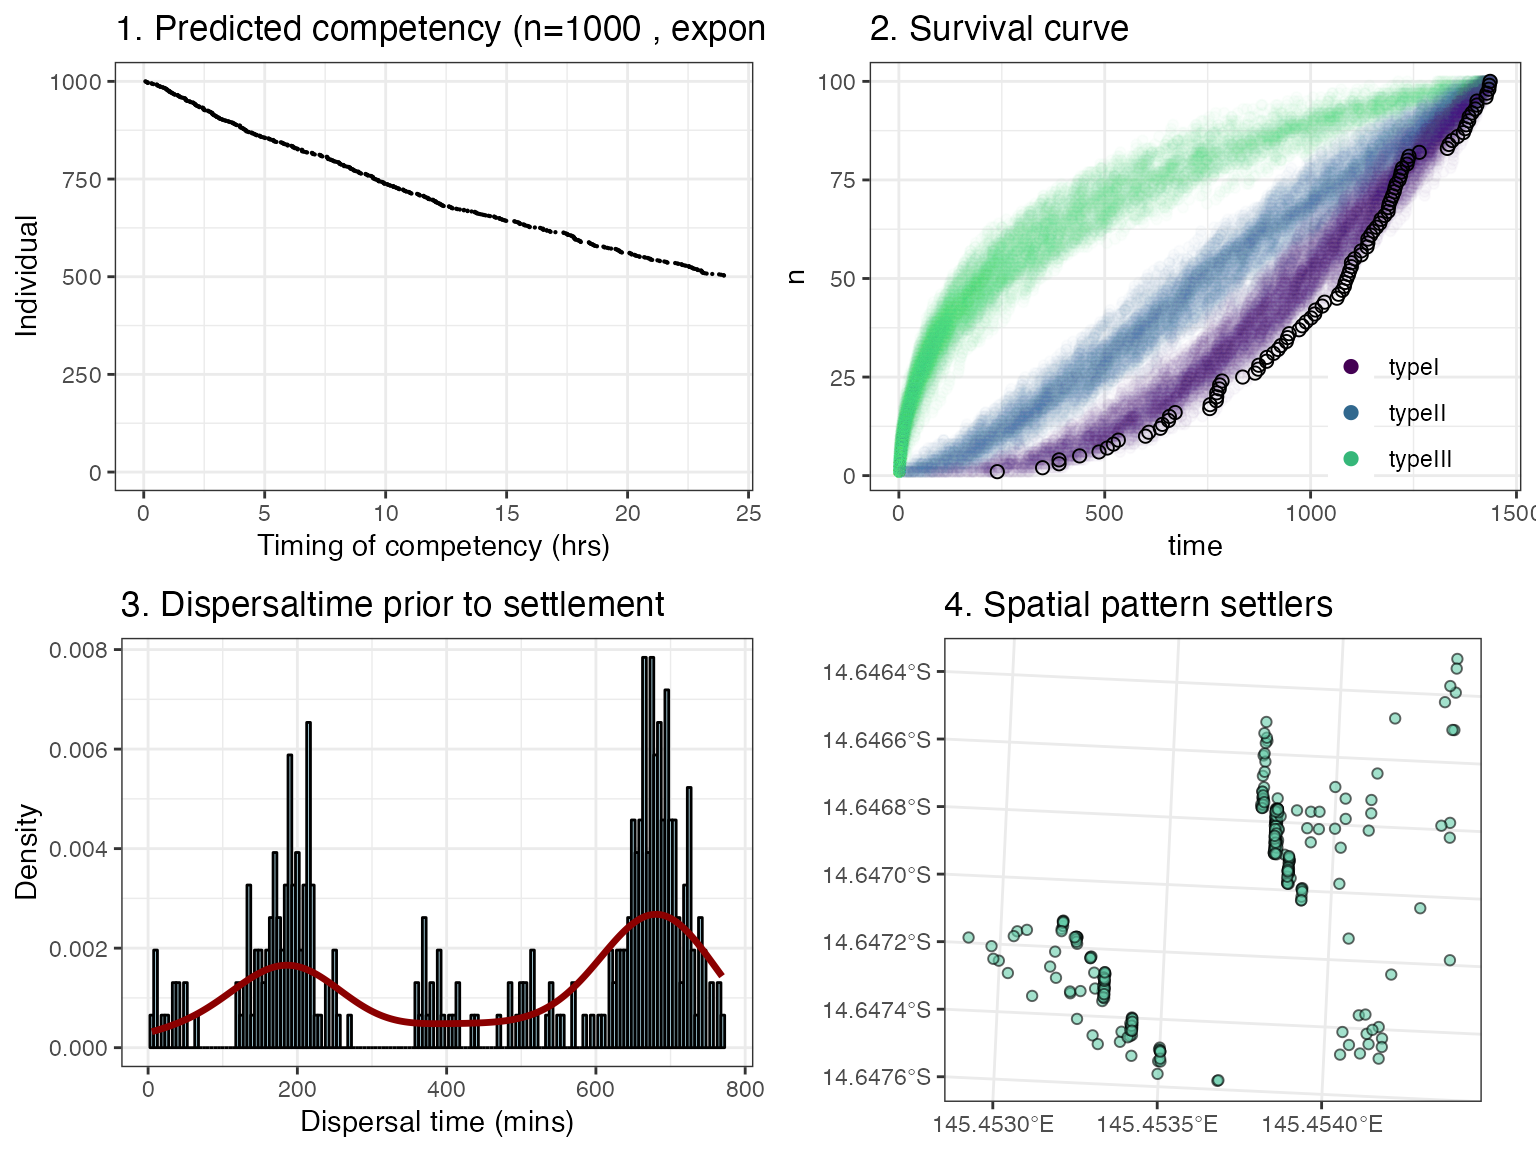 1. Predicted competency (n=1000 , expon
1000
750
500
250
0
Individual
0 5 10 15 20 25
Timing of competency (hrs)
2. Survival curve
100
75
50
25
0
n
typeI
typeII
typeIII
0 500 1000 1500
time
3. Dispersaltime prior to settlement
0.008
0.006
0.004
0.002
0.000
Density
0 200 400 600 800
Dispersal time (mins)
4. Spatial pattern settlers
14.6464°S
14.6466°S
14.6468°S
14.6470°S
14.6472°S
14.6474°S
14.6476°S
145.4530°E 145.4535°E 145.4540°E